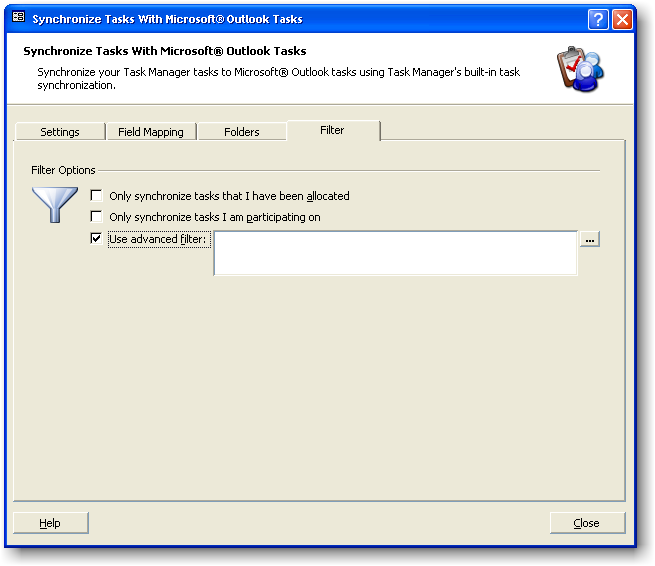 Synchronize Tasks With Microsoft® Outlook Tasks
Synchronize Tasks With Microsoft® Outlook Tasks
Synchronize your Task Manager tasks to Microsoft® Outlook tasks using Task Manager's built-in task
synchronization.
Settings Field Mapping Folders Filter
Filter Options
Only synchronize tasks that I have been allocated
Only synchronize tasks I am participating on
Use advanced filter: ...
Help Close